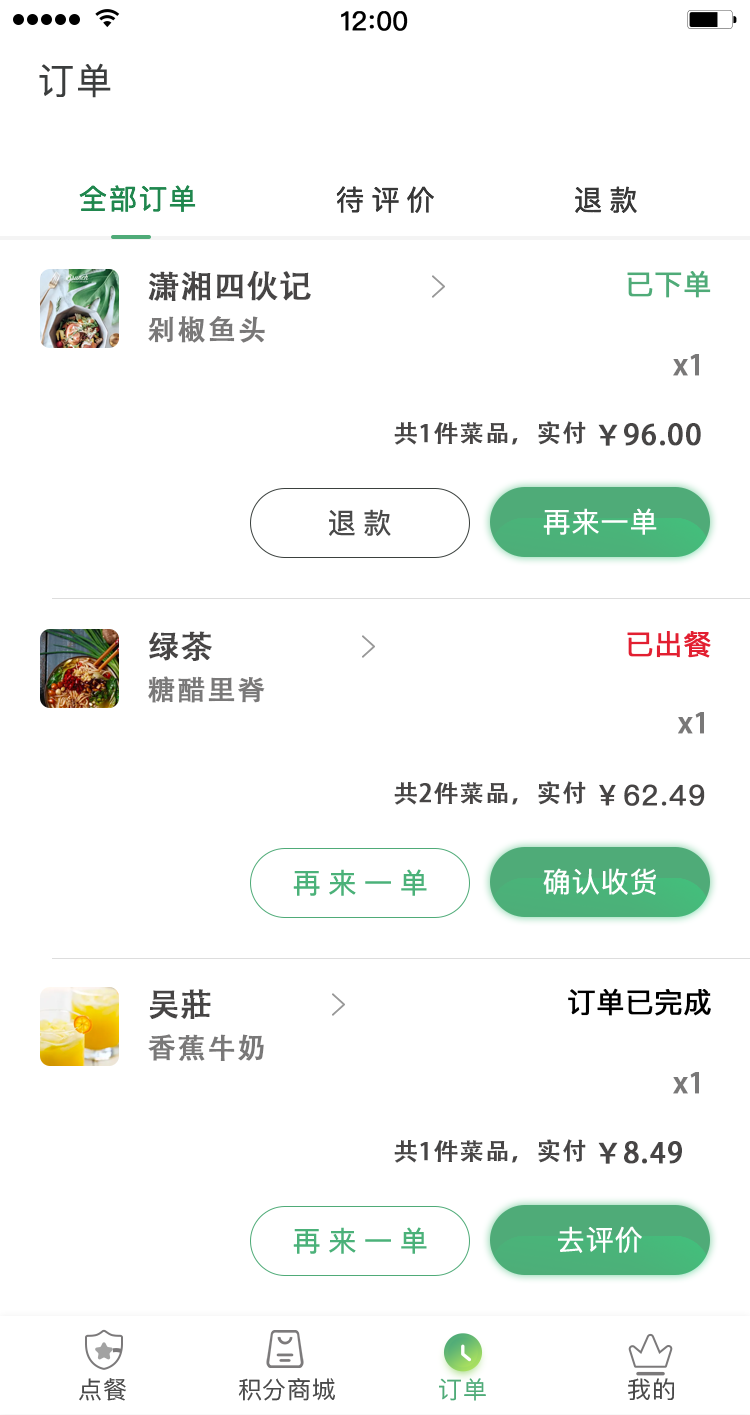 12:00
订单
全部订单 待评价 退款
潇湘四伙记 已下单
剁椒鱼头
x1
共1件菜品，实付 ¥96.00
退款 再来一单
绿茶 已出餐
糖醋里脊
x1
共2件菜品，实付 ¥62.49
再来一单 确认收货
吴莊 订单已完成
香蕉牛奶
x1
共1件菜品，实付 ¥8.49
再来一单 去评价
点餐 积分商城 订单 我的